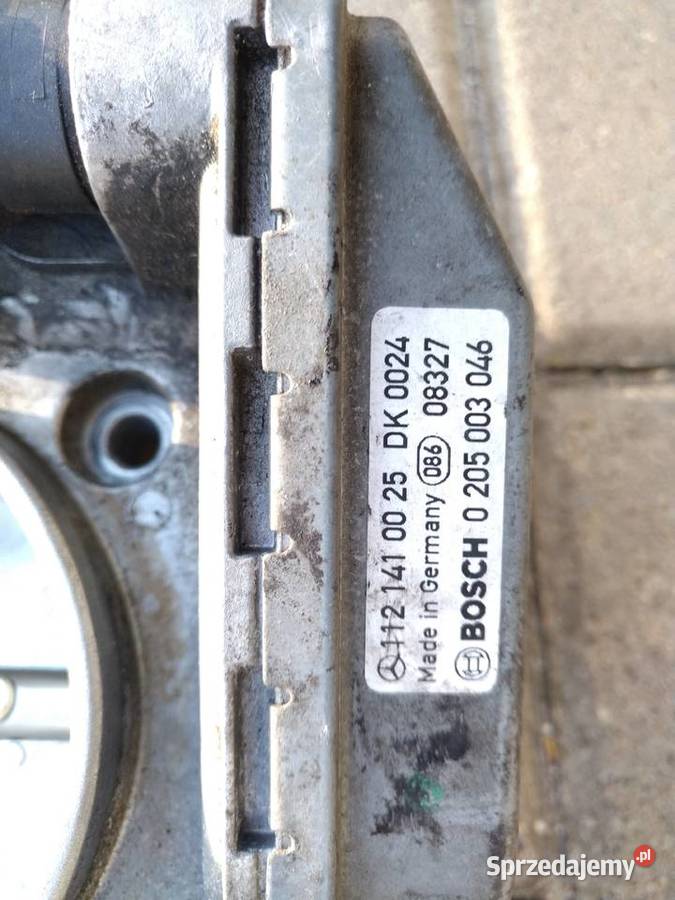 112 141 00 25 DK 0024
Made in Germany 086 08327
BOSCH 0 205 003 046
Sprzedajemy.pl